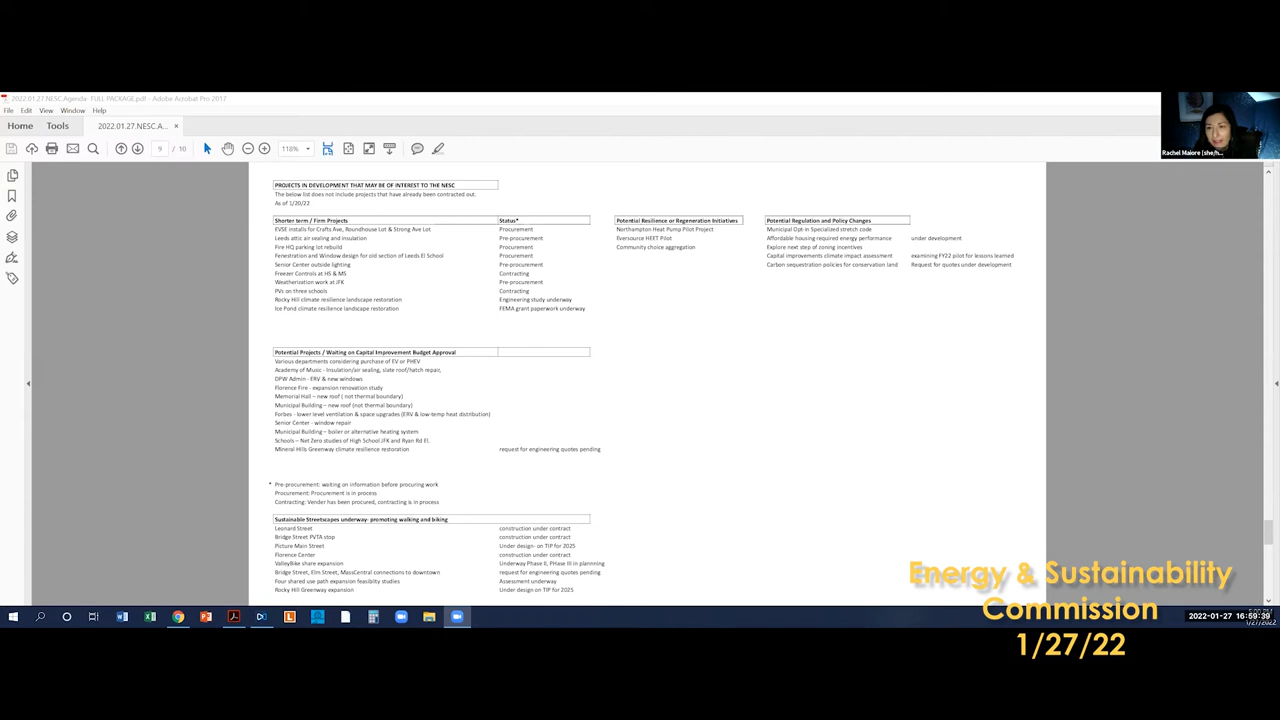 2022.01.27.NESC.Agenda- FULL PACKAGE.pdf - Adobe Acrobat Pro 2017
File Edit View Window Help
Home Tools 2022.01.27.NESC.A... ×
9 / 10 118%
Rachel Maiore (she/h...
PROJECTS IN DEVELOPMENT THAT MAY BE OF INTEREST TO THE NESC
The below list does not include projects that have already been contracted out.
As of 1/20/22
Shorter term / Firm Projects Status* Potential Resilience or Regeneration Initiatives Potential Regulation and Policy Changes
EVSE installs for Crafts Ave, Roundhouse Lot & Strong Ave Lot Procurement Northampton Heat Pump Pilot Project Municipal Opt-in Specialized stretch code
Leeds attic air sealing and insulation Pre-procurement Eversource HEET Pilot Affordable housing required energy performance under development
Fire HQ parking lot rebuild Procurement Community choice aggregation Explore next step of zoning incentives
Fenestration and Window design for old section of Leeds El School Procurement Capital improvements climate impact assessment examining FY22 pilot for lessons learned
Senior Center outside lighting Pre-procurement Carbon sequestration policies for conservation land Request for quotes under development
Freezer Controls at HS & MS Contracting
Weatherization work at JFK Pre-procurement
PVs on three schools Contracting
Rocky Hill climate resilience landscape restoration Engineering study underway
Ice Pond climate resilience landscape restoration FEMA grant paperwork underway
Potential Projects / Waiting on Capital Improvement Budget Approval
Various departments considering purchase of EV or PHEV
Academy of Music - Insulation/air sealing, slate roof/hatch repair,
DPW Admin - ERV & new windows
Florence Fire - expansion renovation study
Memorial Hall – new roof ( not thermal boundary)
Municipal Building – new roof (not thermal boundary)
Forbes - lower level ventilation & space upgrades (ERV & low-temp heat distribution)
Senior Center - window repair
Municipal Building – boiler or alternative heating system
Schools – Net Zero studies of High School JFK and Ryan Rd El.
Mineral Hills Greenway climate resilience restoration request for engineering quotes pending
* Pre-procurement: waiting on information before procuring work
Procurement: Procurement is in process
Contracting: Vender has been procured, contracting is in process
Sustainable Streetscapes underway- promoting walking and biking
Leonard Street construction under contract
Bridge Street PVTA stop construction under contract
Picture Main Street Under design- on TIP for 2025
Florence Center construction under contract
ValleyBike share expansion Underway Phase II, PHase III in plannning
Bridge Street, Elm Street, MassCentral connections to downtown request for engineering quotes pending
Four shared use path expansion feasibilty studies Assessment underway
Rocky Hill Greenway expansion Under design on TIP for 2025
Energy & Sustainability
Commission
1/27/22
2022-01-27 16:59:39